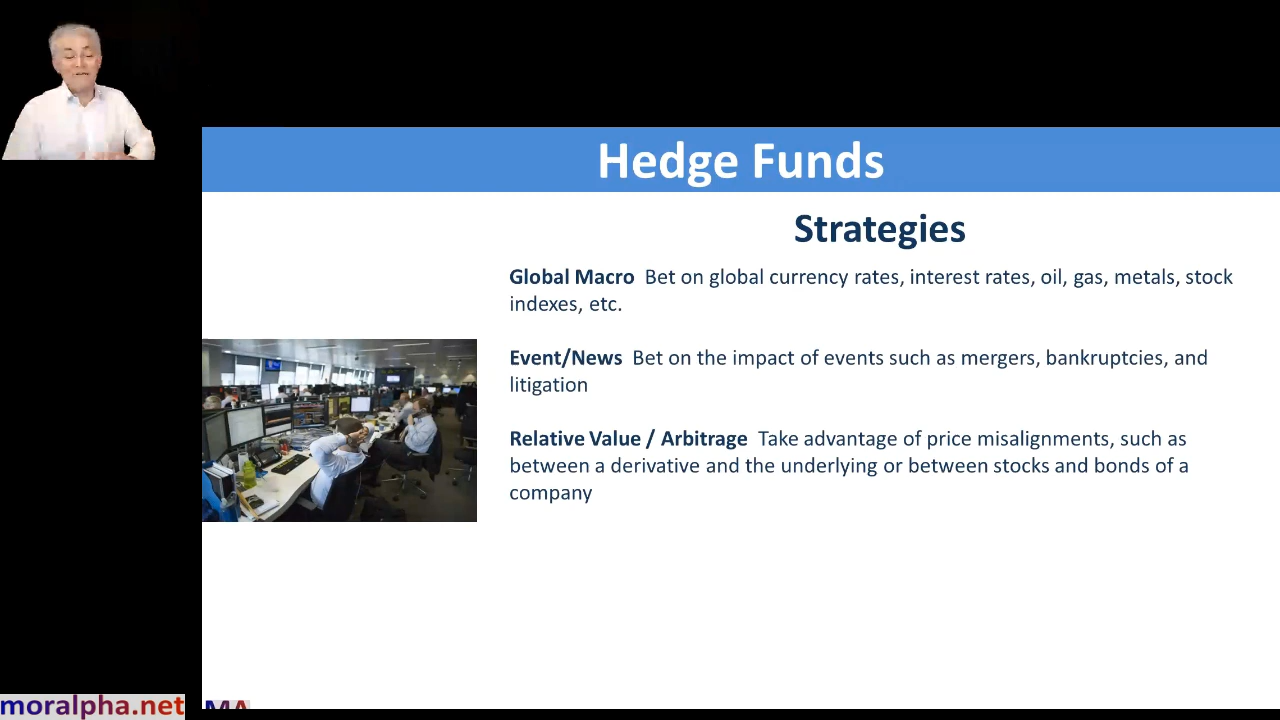 Hedge Funds
Strategies
Global Macro Bet on global currency rates, interest rates, oil, gas, metals, stock
indexes, etc.
Event/News Bet on the impact of events such as mergers, bankruptcies, and
litigation
Relative Value / Arbitrage Take advantage of price misalignments, such as
between a derivative and the underlying or between stocks and bonds of a
company
moralpha.net
MA